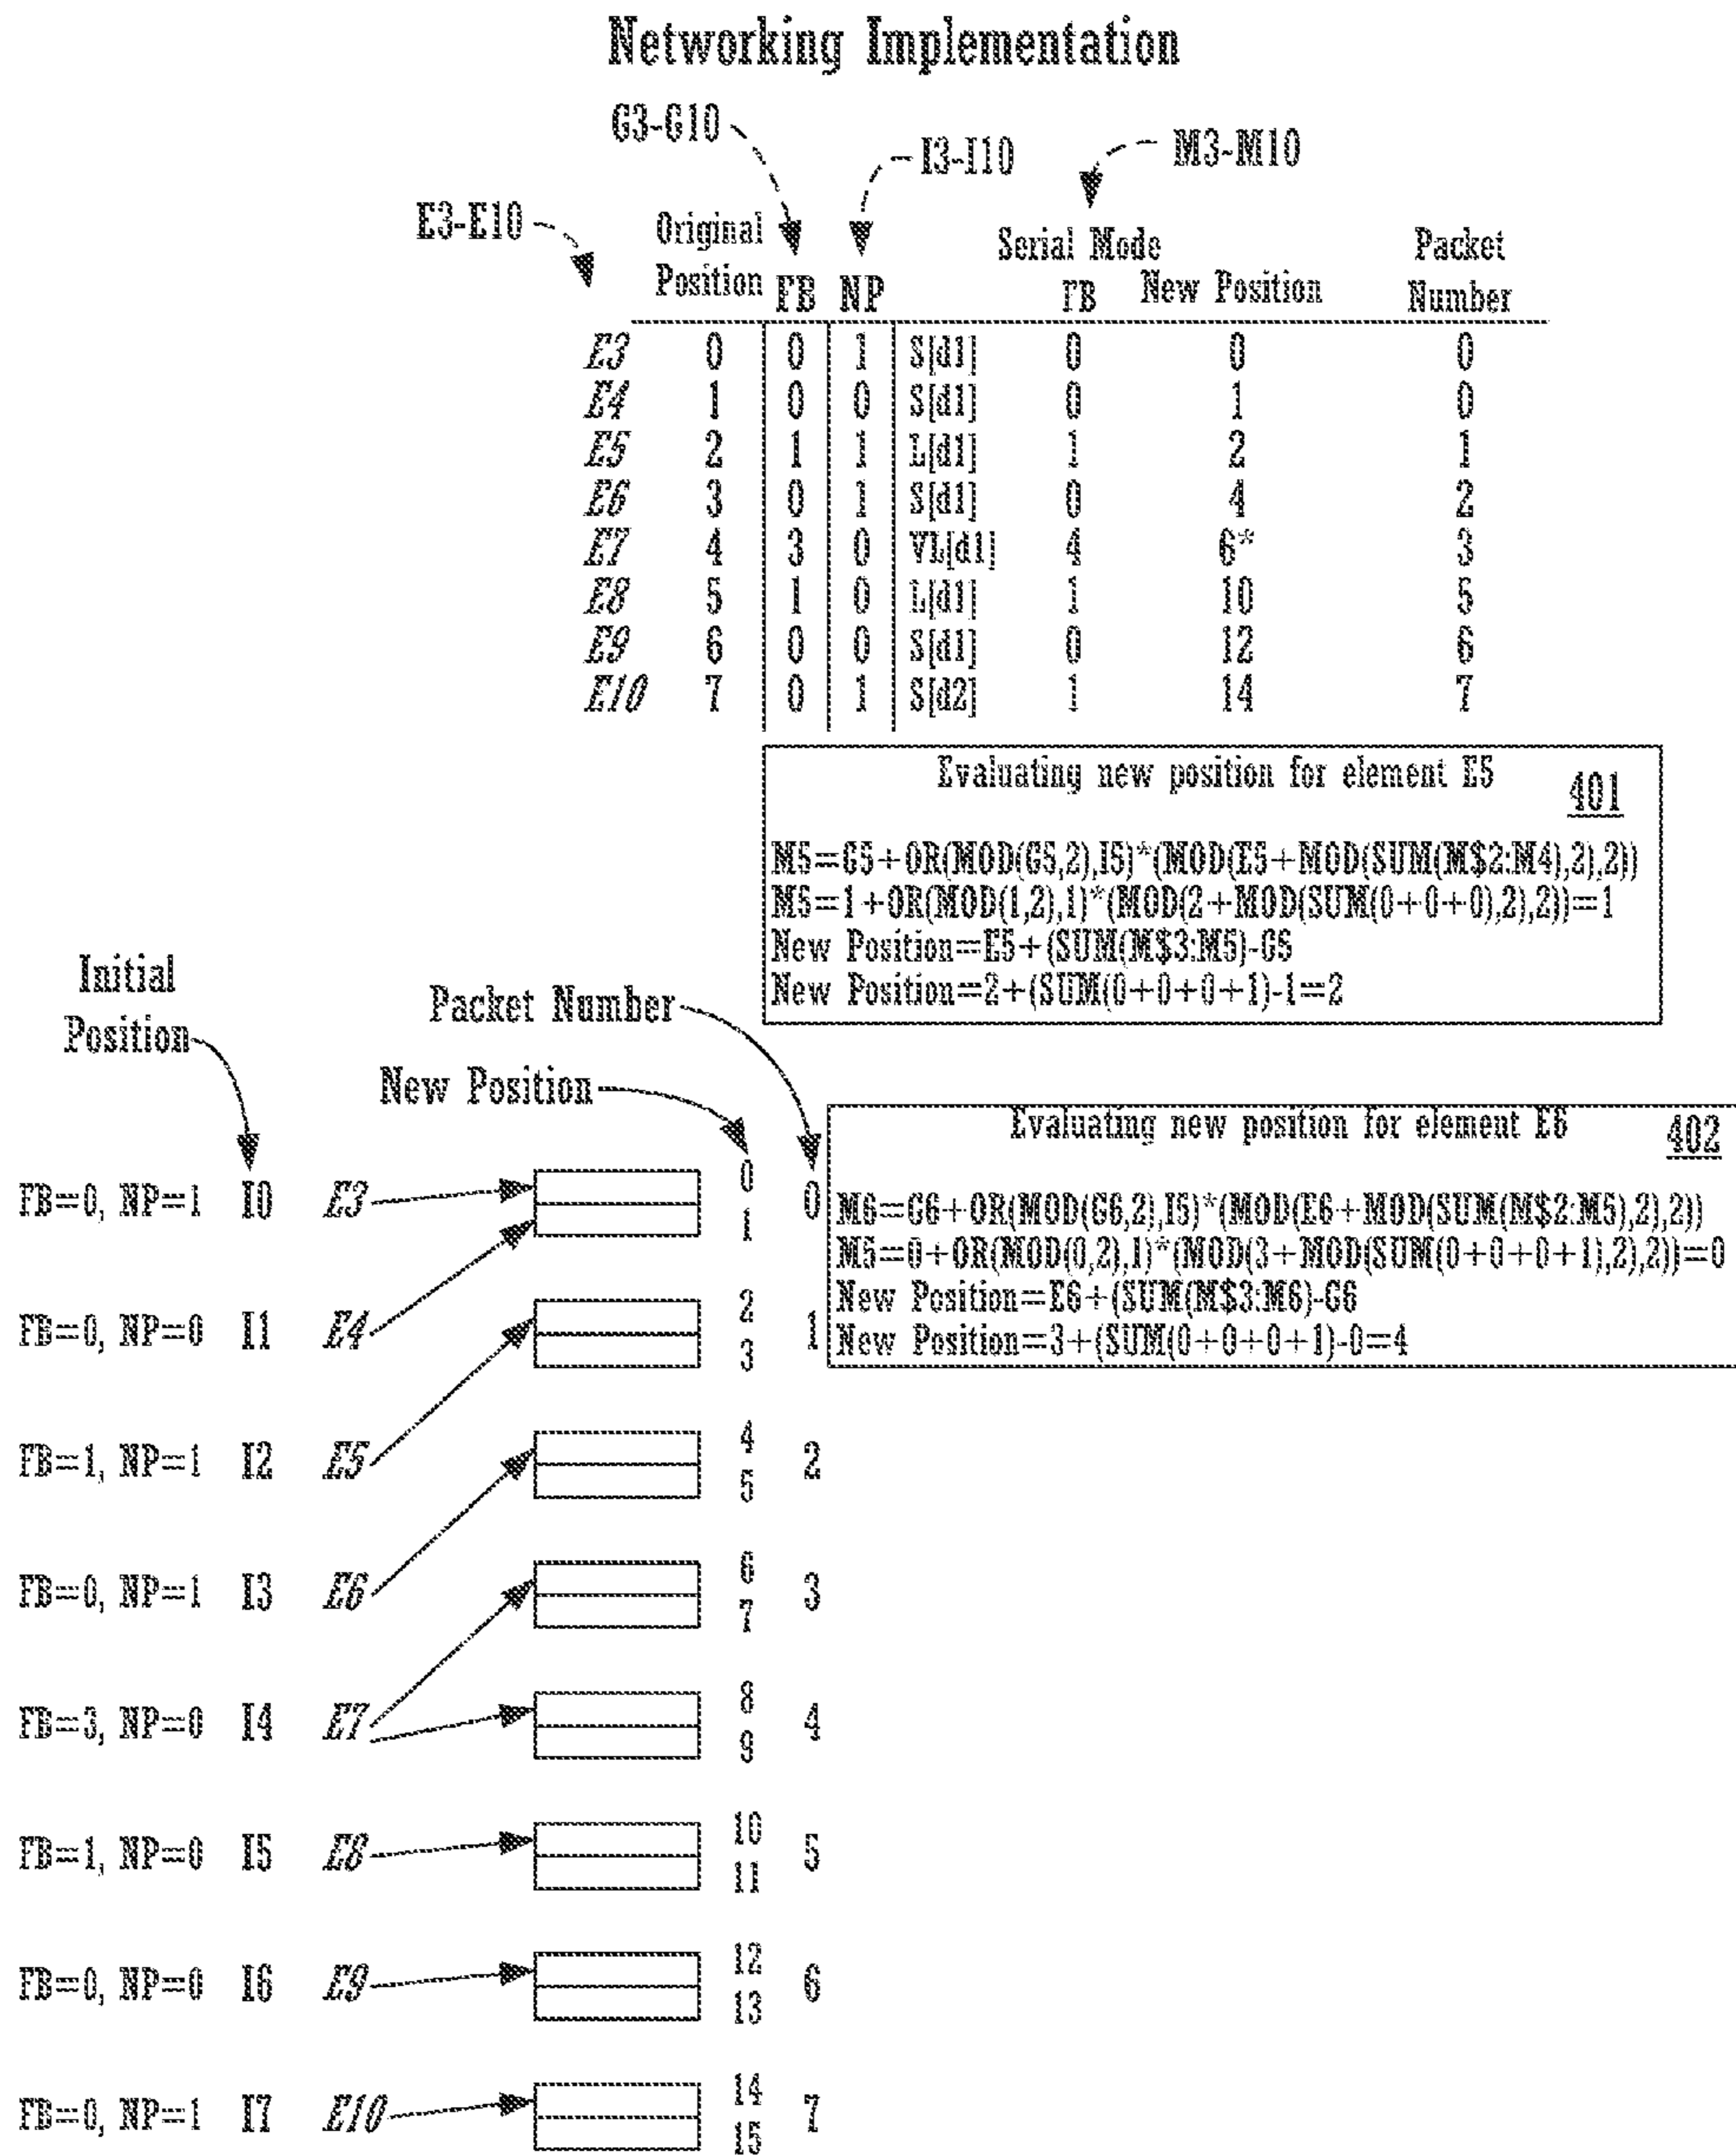 Networking Implementation
G3-G10
I3-I10
M3-M10
E3-E10
Original Position FB NP Serial Mode FB New Position Packet Number
E3 0 0 1 S[d1] 0 0 0
E4 1 0 0 S[d1] 0 1 0
E5 2 1 1 L[d1] 1 2 1
E6 3 0 1 S[d1] 0 4 2
E7 4 3 0 VL[d1] 4 6* 3
E8 5 1 0 L[d1] 1 10 5
E9 6 0 0 S[d1] 0 12 6
E10 7 0 1 S[d2] 1 14 7
Evaluating new position for element E5 401
M5=G5+OR(MOD(G5,2),I5)*(MOD(E5+MOD(SUM(M$2:M4),2),2))
M5=1+OR(MOD(1,2),1)*(MOD(2+MOD(SUM(0+0+0),2),2))=1
New Position=E5+(SUM(M$3:M5)-G5
New Position=2+(SUM(0+0+0+1)-1=2
Initial Position
Packet Number
New Position
Evaluating new position for element E6 402
M6=G6+OR(MOD(G6,2),I5)*(MOD(E6+MOD(SUM(M$2:M5),2),2))
M5=0+OR(MOD(0,2),1)*(MOD(3+MOD(SUM(0+0+0+1),2),2))=0
New Position=E6+(SUM(M$3:M6)-G6
New Position=3+(SUM(0+0+0+1)-0=4
FB=0, NP=1 I0 E3 0 1 0
FB=0, NP=0 I1 E4 2 3 1
FB=1, NP=1 I2 E5 4 5 2
FB=0, NP=1 I3 E6 6 7 3
FB=3, NP=0 I4 E7 8 9 4
FB=1, NP=0 I5 E8 10 11 5
FB=0, NP=0 I6 E9 12 13 6
FB=0, NP=1 I7 E10 14 15 7